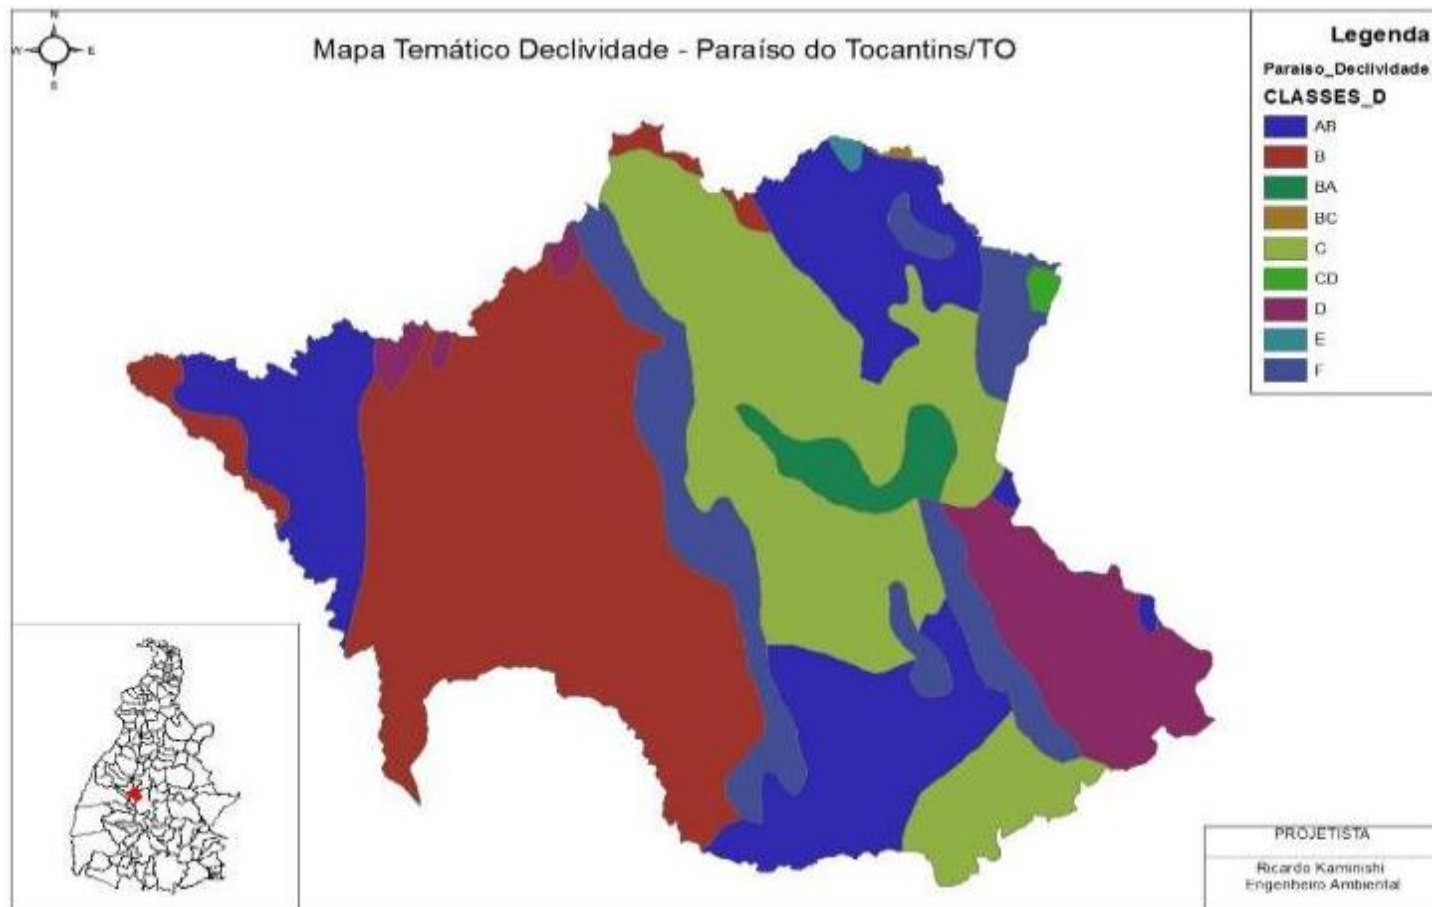 N
W
E
S
Mapa Temático Declividade - Paraíso do Tocantins/TO
Legenda
Paraiso_Declividade
CLASSES_D
AB
B
BA
BC
C
CD
D
E
F
PROJETISTA
Ricardo Kaminishi
Engenheiro Ambiental